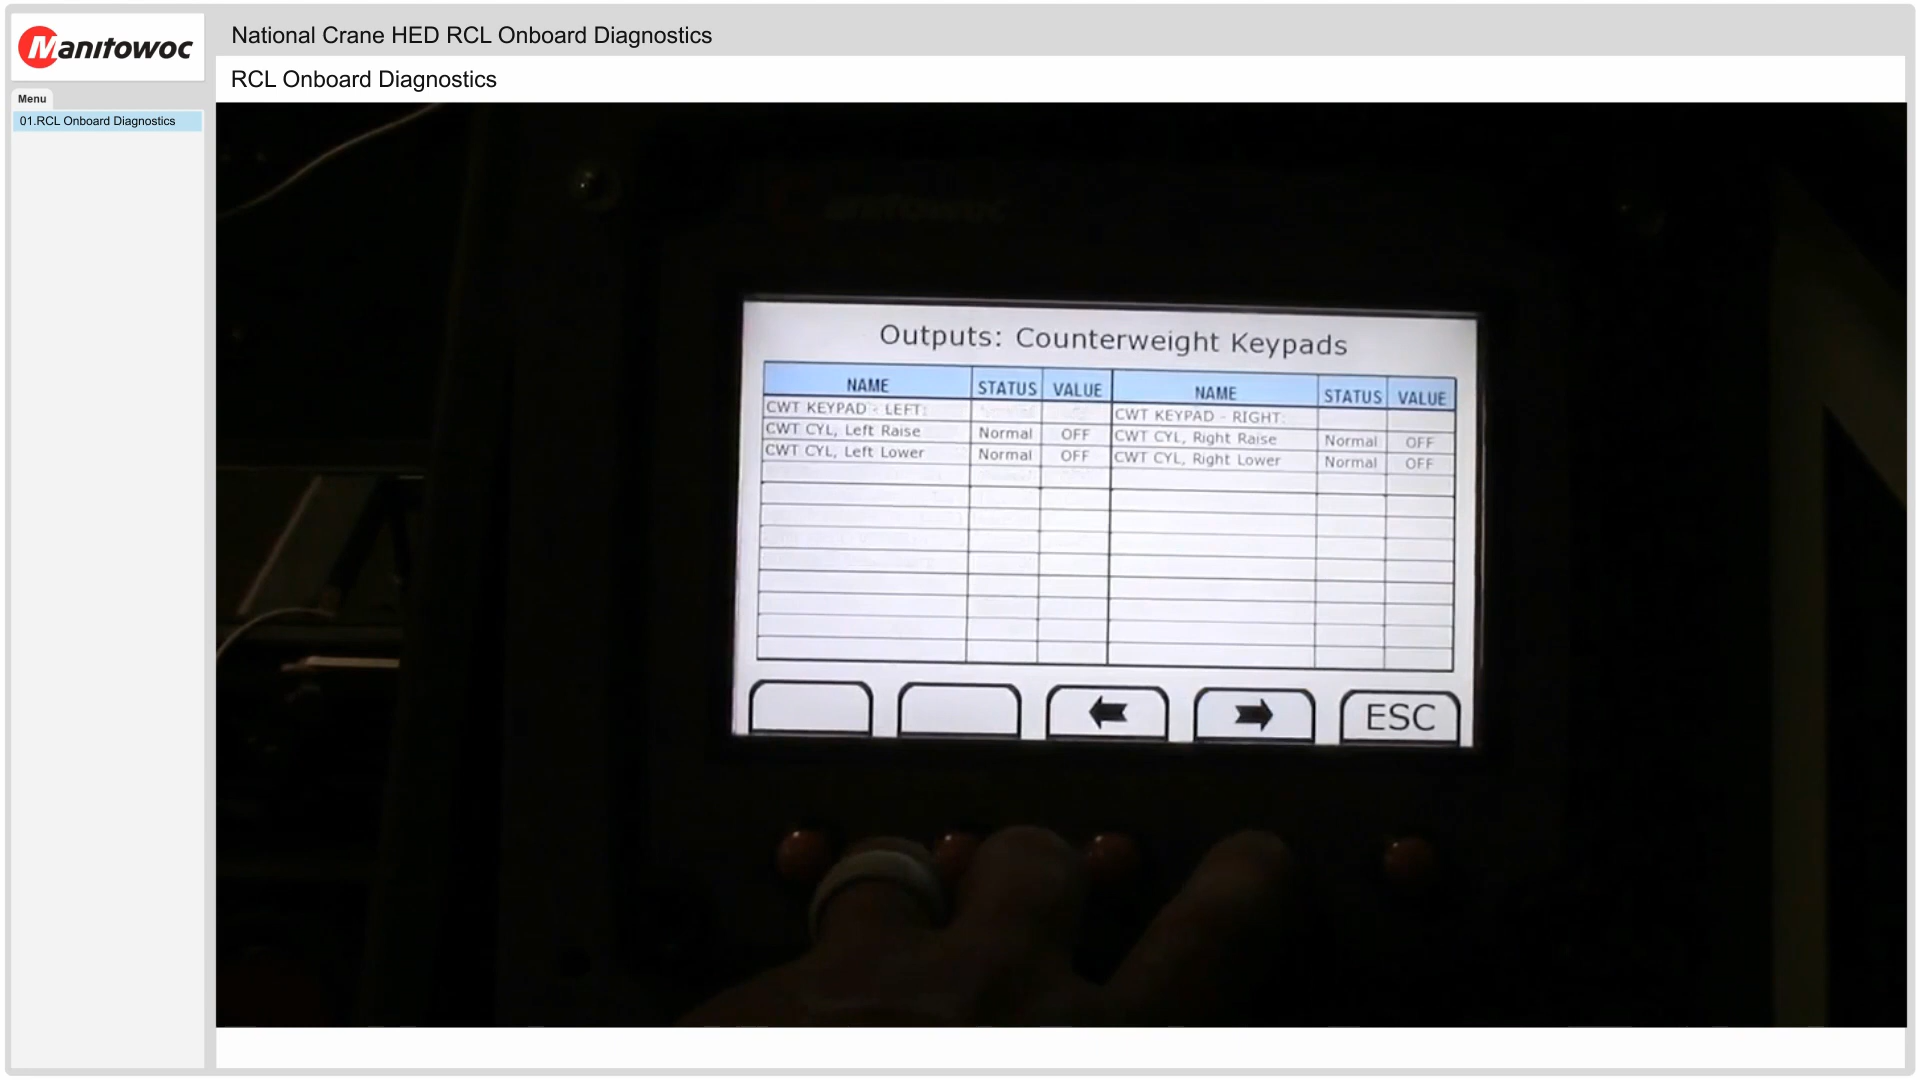 Manitowoc
National Crane HED RCL Onboard Diagnostics
RCL Onboard Diagnostics
Menu
01.RCL Onboard Diagnostics
Outputs: Counterweight Keypads
NAME STATUS VALUE NAME STATUS VALUE
CWT KEYPAD - LEFT: CWT KEYPAD - RIGHT:
CWT CYL, Left Raise Normal OFF CWT CYL, Right Raise Normal OFF
CWT CYL, Left Lower Normal OFF CWT CYL, Right Lower Normal OFF
ESC